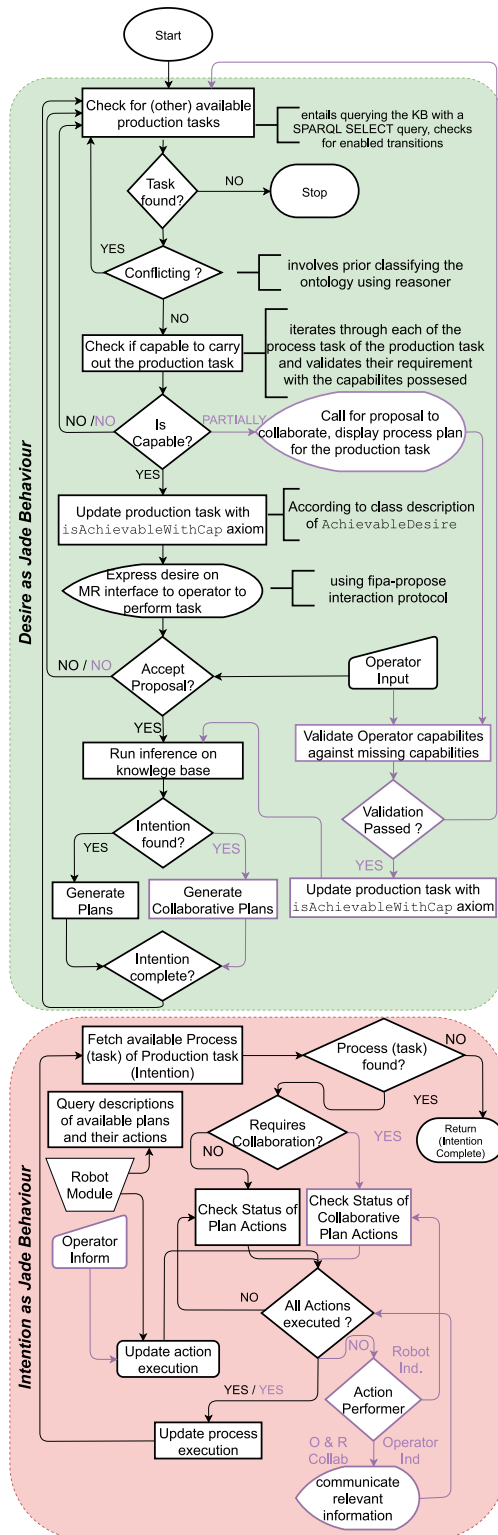 Start
Check for (other) available
production tasks
entails querying the KB with a
SPARQL SELECT query, checks
for enabled transitions
Task
found?
NO
Stop
YES
Conflicting ?
involves prior classifying the
ontology using reasoner
NO
Check if capable to carry
out the production task
iterates through each of the
process task of the production task
and validates their requirement
with the capabilites possesed
NO /NO
Is
Capable?
PARTIALLY
Call for proposal to
collaborate, display process plan
for the production task
YES
Update production task with
isAchievableWithCap axiom
According to class description
of AchievableDesire
Express desire on
MR interface to operator to
perform task
using fipa-propose
interaction protocol
Desire as Jade Behaviour
NO / NO
Accept
Proposal?
Operator
Input
YES
Run inference on
knowlege base
Validate Operator capabilites
against missing capabilities
Intention
found?
Validation
Passed ?
YES
YES
YES
Generate
Plans
Generate
Collaborative Plans
Update production task with
isAchievableWithCap axiom
Intention
complete?
Fetch available Process
(task) of Production task
(Intention)
Process (task)
found?
NO
YES
Query descriptions
of available plans
and their actions
Requires
Collaboration?
YES
Return
(Intention
Complete)
NO
Robot
Module
Check Status of
Plan Actions
Check Status of
Collaborative
Plan Actions
Operator
Inform
Intention as Jade Behaviour
NO
All Actions
executed ?
Update action
execution
NO
Robot
Ind.
YES / YES
Action
Performer
Update process
execution
O & R
Collab
Operator
Ind
communicate
relevant
information